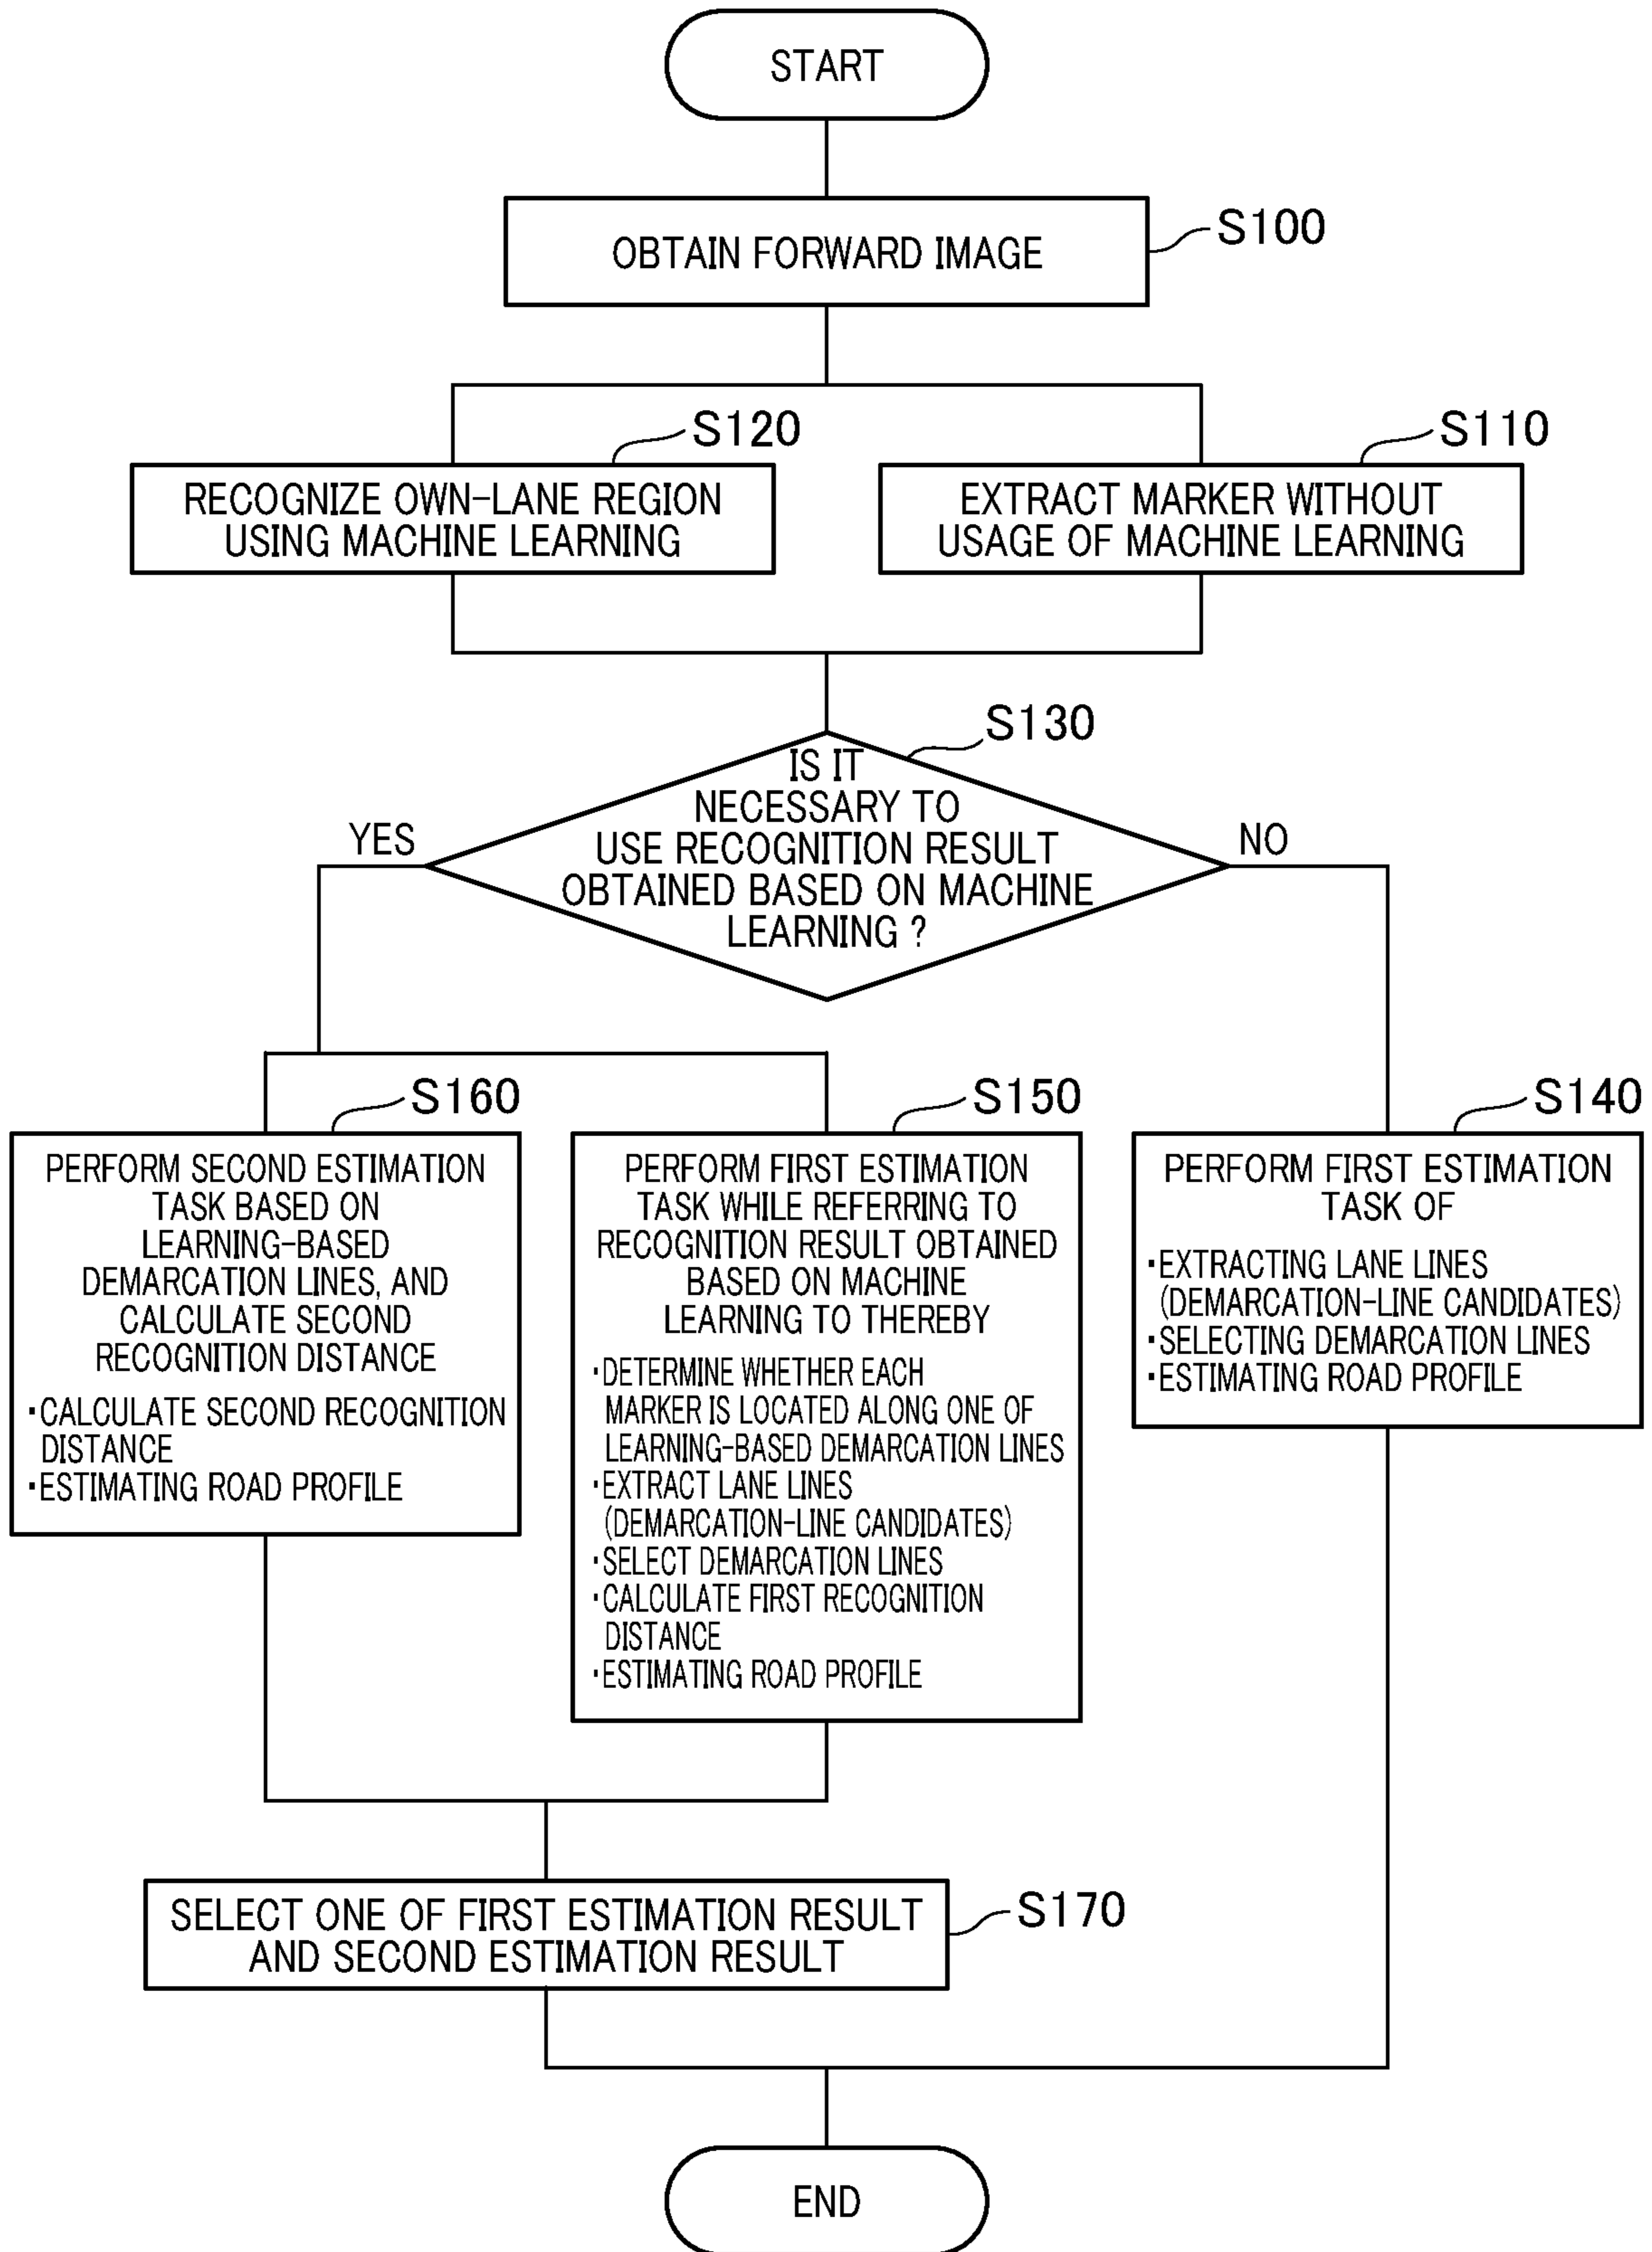 START
OBTAIN FORWARD IMAGE
S100
S120
RECOGNIZE OWN-LANE REGION
USING MACHINE LEARNING
S110
EXTRACT MARKER WITHOUT
USAGE OF MACHINE LEARNING
S130
IS IT
NECESSARY TO
USE RECOGNITION RESULT
OBTAINED BASED ON MACHINE
LEARNING ?
YES
NO
S160
PERFORM SECOND ESTIMATION
TASK BASED ON
LEARNING-BASED
DEMARCATION LINES, AND
CALCULATE SECOND
RECOGNITION DISTANCE
・CALCULATE SECOND RECOGNITION
DISTANCE
・ESTIMATING ROAD PROFILE
S150
PERFORM FIRST ESTIMATION
TASK WHILE REFERRING TO
RECOGNITION RESULT OBTAINED
BASED ON MACHINE
LEARNING TO THEREBY
・DETERMINE WHETHER EACH
MARKER IS LOCATED ALONG ONE OF
LEARNING-BASED DEMARCATION LINES
・EXTRACT LANE LINES
(DEMARCATION-LINE CANDIDATES)
・SELECT DEMARCATION LINES
・CALCULATE FIRST RECOGNITION
DISTANCE
・ESTIMATING ROAD PROFILE
S140
PERFORM FIRST ESTIMATION
TASK OF
・EXTRACTING LANE LINES
(DEMARCATION-LINE CANDIDATES)
・SELECTING DEMARCATION LINES
・ESTIMATING ROAD PROFILE
SELECT ONE OF FIRST ESTIMATION RESULT
AND SECOND ESTIMATION RESULT
S170
END